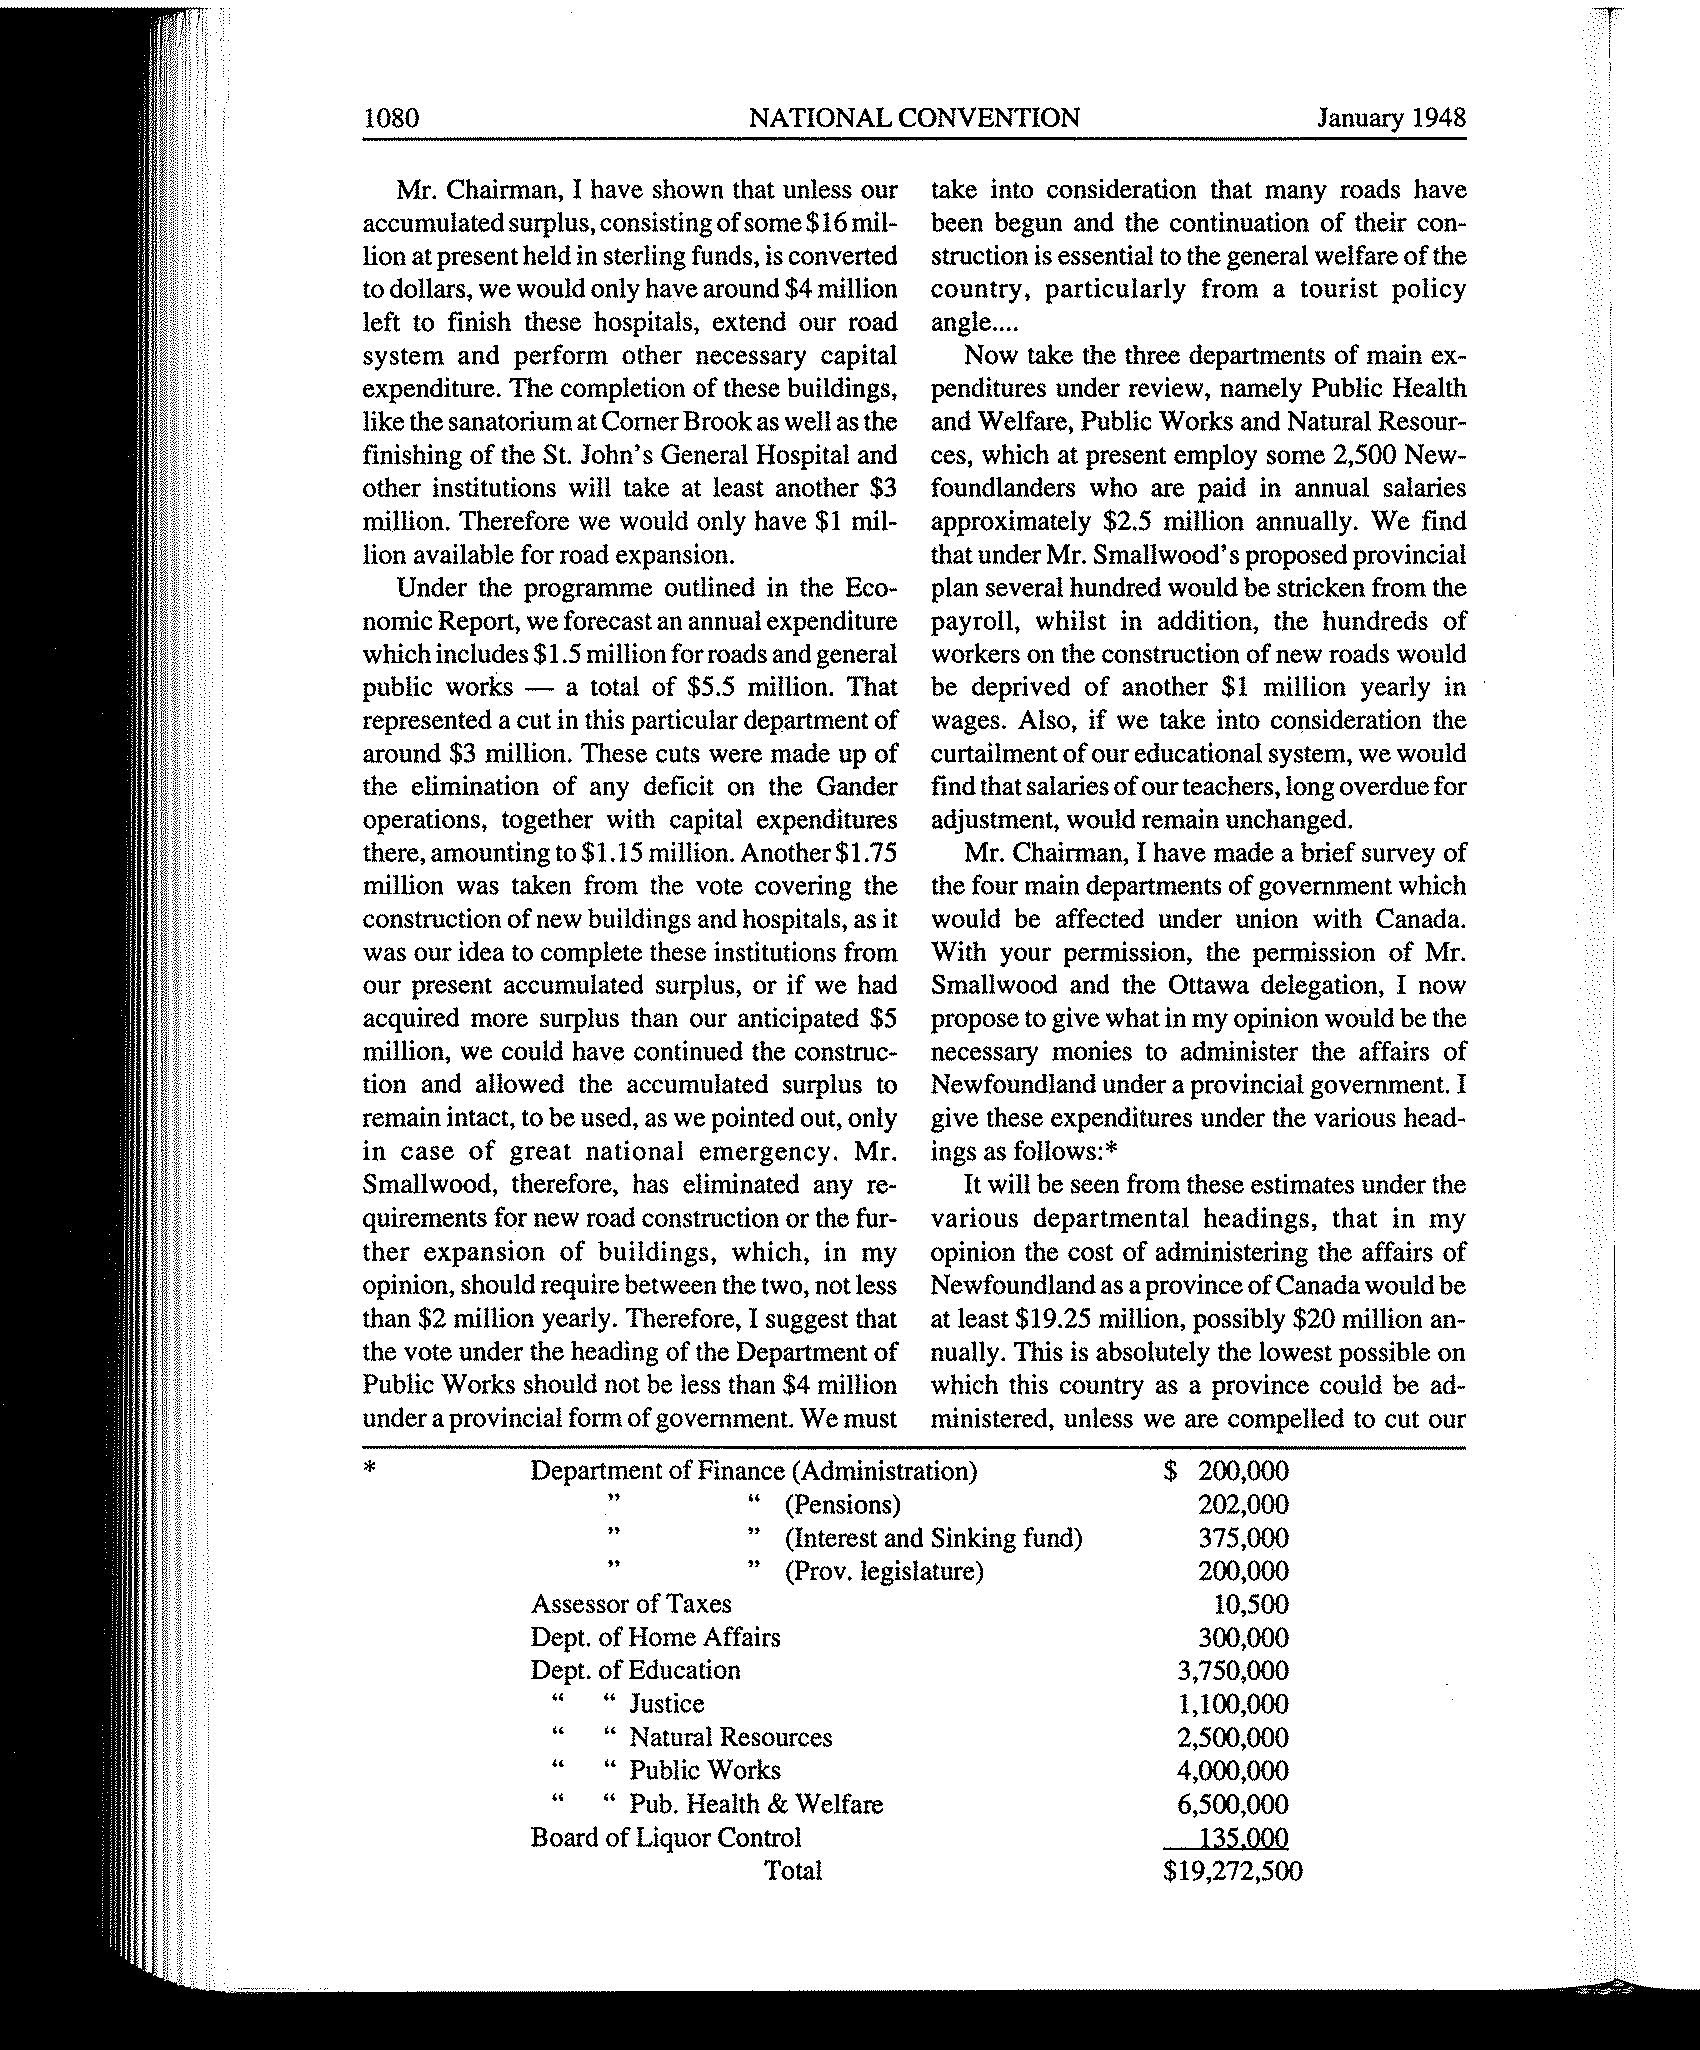 1080 NATIONAL CONVENTION January 1948
Mr. Chairman, I have shown that unless our
accumulated surplus, consisting of some $16 mil-
lion at present held in sterling funds, is converted
to dollars, we would only have around $4 million
left to finish these hospitals, extend our road
system and perform other necessary capital
expenditure. The completion of these buildings,
like the sanatorium at Corner Brook as well as the
finishing of the St. John's General Hospital and
other institutions will take at least another $3
million. Therefore we would only have $1 mil-
lion available for road expansion.
Under the programme outlined in the Eco-
nomic Report, we forecast an annual expenditure
which includes $1.5 million for roads and general
public works — a total of $5.5 million. That
represented a cut in this particular department of
around $3 million. These cuts were made up of
the elimination of any deficit on the Gander
operations, together with capital expenditures
there, amounting to $1.15 million. Another $1.75
million was taken from the vote covering the
construction of new buildings and hospitals, as it
was our idea to complete these institutions from
our present accumulated surplus, or if we had
acquired more surplus than our anticipated $5
million, we could have continued the construc-
tion and allowed the accumulated surplus to
remain intact, to be used, as we pointed out, only
in case of great national emergency. Mr.
Smallwood, therefore, has eliminated any re-
quirements for new road construction or the fur-
ther expansion of buildings, which, in my
opinion, should require between the two, not less
than $2 million yearly. Therefore, I suggest that
the vote under the heading of the Department of
Public Works should not be less than $4 million
under a provincial form of government. We must
take into consideration that many roads have
been begun and the continuation of their con-
struction is essential to the general welfare of the
country, particularly from a tourist policy
angle....
Now take the three departments of main ex-
penditures under review, namely Public Health
and Welfare, Public Works and Natural Resour-
ces, which at present employ some 2,500 New-
foundlanders who are paid in annual salaries
approximately $2.5 million annually. We find
that under Mr. Smallwood's proposed provincial
plan several hundred would be stricken from the
payroll, whilst in addition, the hundreds of
workers on the construction of new roads would
be deprived of another $1 million yearly in
wages. Also, if we take into consideration the
curtailment of our educational system, we would
find that salaries of our teachers, long overdue for
adjustment, would remain unchanged.
Mr. Chairman, I have made a brief survey of
the four main departments of government which
would be affected under union with Canada.
With your permission, the permission of Mr.
Smallwood and the Ottawa delegation, I now
propose to give what in my opinion would be the
necessary monies to administer the affairs of
Newfoundland under a provincial government. I
give these expenditures under the various head-
ings as follows:*
It will be seen from these estimates under the
various departmental headings, that in my
opinion the cost of administering the affairs of
Newfoundland as a province of Canada would be
at least $19.25 million, possibly $20 million an-
nually. This is absolutely the lowest possible on
which this country as a province could be ad-
ministered, unless we are compelled to cut our
* Department of Finance (Administration) $ 200,000
” “ (Pensions) 202,000
” ” (Interest and Sinking fund) 375,000
” ” (Prov. legislature) 200,000
Assessor of Taxes 10,500
Dept. of Home Affairs 300,000
Dept. of Education 3,750,000
“ “ Justice 1,100,000
“ “ Natural Resources 2,500,000
“ “ Public Works 4,000,000
“ “ Pub. Health & Welfare 6,500,000
Board of Liquor Control 135,000
Total $19,272,500